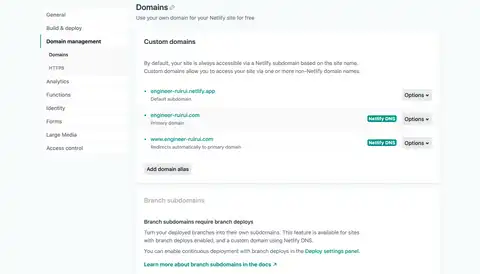 General
Build & deploy
Domain management
Domains
HTTPS
Analytics
Functions
Identity
Forms
Large Media
Access control
Domains
Use your own domain for your Netlify site for free
Custom domains
By default, your site is always accessible via a Netlify subdomain based on the site name.
Custom domains allow you to access your site via one or more non-Netlify domain names.
engineer-ruirui.netlify.app
Default subdomain
Options
engineer-ruirui.com
Primary domain
Netlify DNS
Options
www.engineer-ruirui.com
Redirects automatically to primary domain
Netlify DNS
Options
Add domain alias
Branch subdomains
Branch subdomains require branch deploys
Turn your deployed branches into their own subdomains. This feature is available for sites
with branch deploys enabled, and a custom domain using Netlify DNS.
You can enable continuous deployment with branch deploys in the Deploy settings panel.
Learn more about branch subdomains in the docs ↗